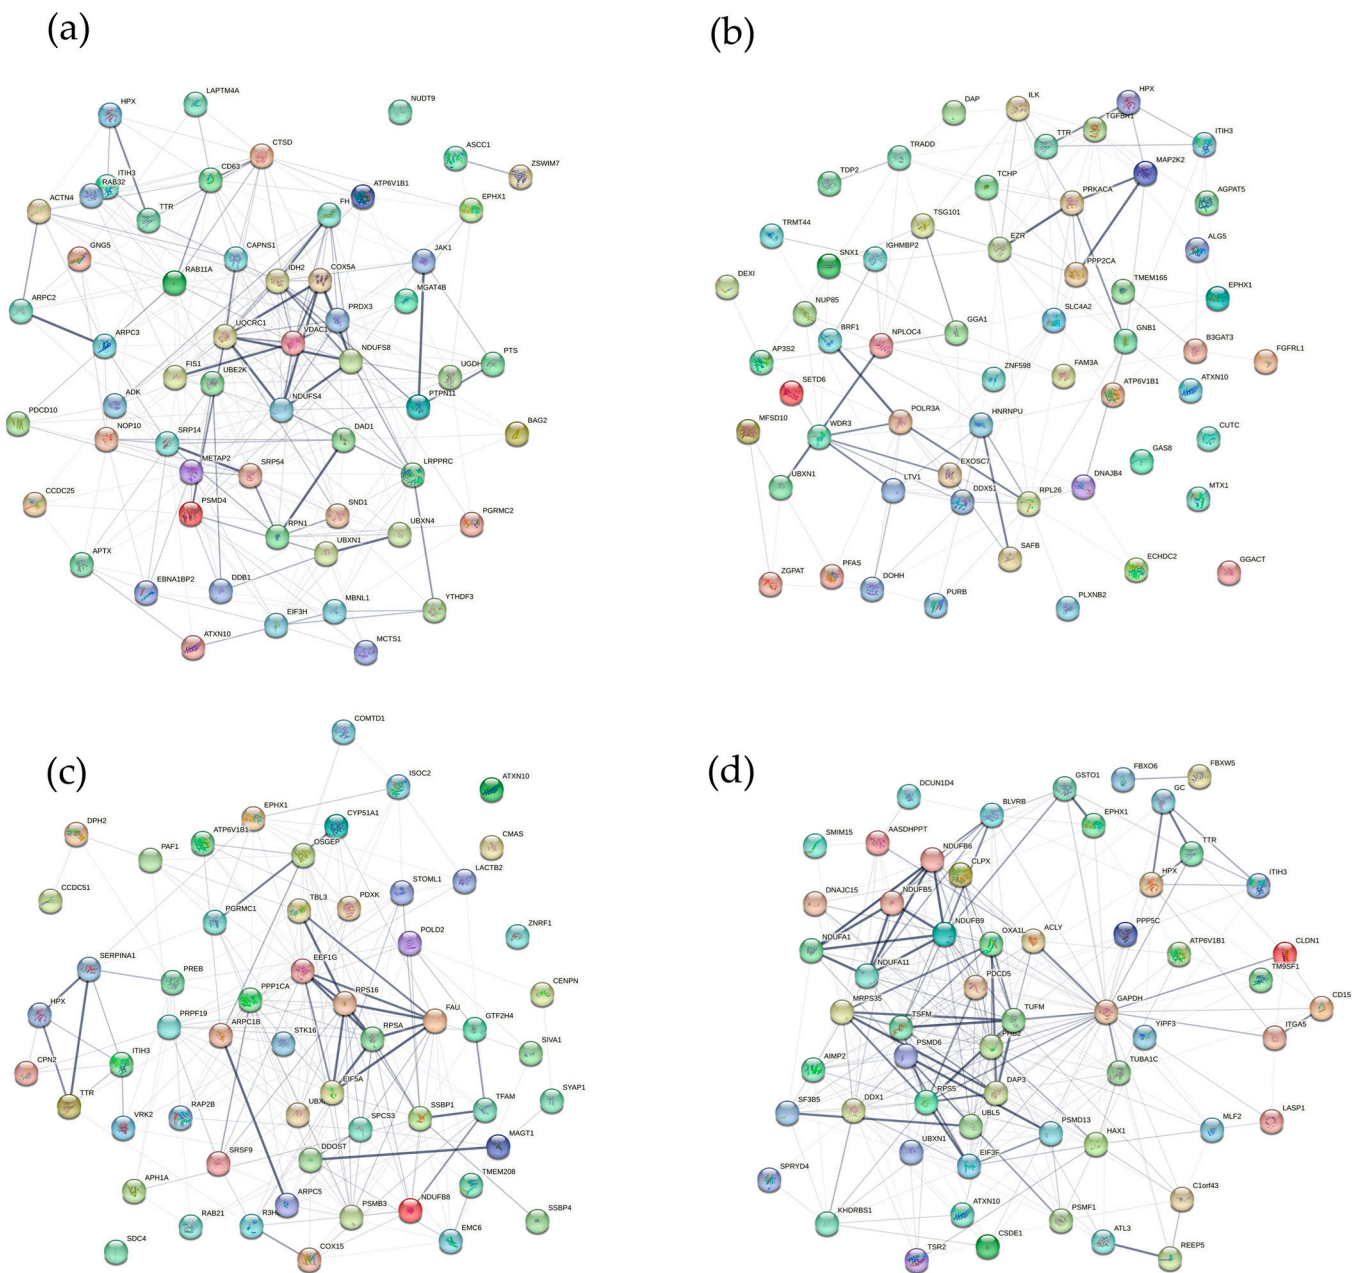 (a)
HPX
LAPTM4A
NUDT9
CTSD
ASCC1
ZSWIM7
ITIH3
CD63
RAB32
ATP6V1B1
ACTN4
EPHX1
TTR
FH
GNG5
CAPNS1
JAK1
RAB11A
IDH2
COX5A
MGAT4B
ARPC2
PRDX3
ARPC3
UQCRC1
VDAC1
NDUFS8
PTS
FIS1
UBE2K
UGDH
ADK
NDUFS4
PTPN11
PDCD10
NOP10
SRP14
DAD1
BAG2
METAP2
SRP54
LRPPRC
CCDC25
PSMD4
SND1
PGRMC2
RPN1
UBXN4
UBXN1
APTX
EBNA1BP2
DDB1
MBNL1
YTHDF3
EIF3H
ATXN10
MCTS1
(b)
DAP
ILK
HPX
TGFBR1
TTR
ITIH3
TRADD
MAP2K2
TDP2
TCHP
PRKACA
AGPAT5
TRMT44
TSG101
IGHMBP2
EZR
ALG5
SNX1
PPP2CA
DEXI
TMEM165
EPHX1
NUP85
SLC4A2
BRF1
NPLOC4
GGA1
GNB1
B3GAT3
FGFRL1
AP3S2
ZNF598
FAM3A
SETD6
ATP6V1B1
ATXN10
MFSD10
WDR3
POLR3A
HNRNPU
CUTC
EXOSC7
GAS8
UBXN1
LTV1
DDX51
RPL26
DNAJB4
MTX1
SAFB
ZGPAT
PFAS
DOHH
ECHDC2
GGACT
PURB
PLXNB2
(c)
COMTD1
ISOC2
ATXN10
EPHX1
CYP51A1
DPH2
ATP6V1B1
PAF1
OSGEP
CMAS
CCDC51
STOML1
LACTB2
PGRMC1
TBL3
PDXK
ZNRF1
POLD2
SERPINA1
PREB
EEF1G
CENPN
HPX
PPP1CA
RPS16
FAU
PRPF19
ARPC1B
GTF2H4
STK16
RPSA
SIVA1
CPN2
ITIH3
TTR
EIF5A
SYAP1
VRK2
RAP2B
UBX
SSBP1
TFAM
SPCS3
MAGT1
SRSF9
DDOST
APH1A
TMEM208
ARPC5
NDUFB8
RAB21
R3H
PSMB3
SSBP4
SDC4
COX15
EMC6
(d)
FBXO6
FBXW5
DCUN1D4
GSTO1
GC
BLVRB
EPHX1
SMIM15
AASDHPPT
TTR
NDUFB6
CLPX
HPX
ITIH3
DNAJC15
NDUFB5
NDUFB9
PPP5C
NDUFA1
OXA1L
ACLY
ATP6V1B1
CLDN1
NDUFA11
TM9SF1
PDCD5
MRPS35
GAPDH
CD15
TSFM
TUFM
ITGA5
PSMD6
PHB2
YIPF3
AIMP2
TUBA1C
RPS5
DAP3
SF3B5
DDX1
UBL5
PSMD13
HAX1
MLF2
LASP1
UBXN1
EIF3F
SPRYD4
C1orf43
KHDRBS1
ATXN10
PSMF1
ATL3
TSR2
CSDE1
REEP5